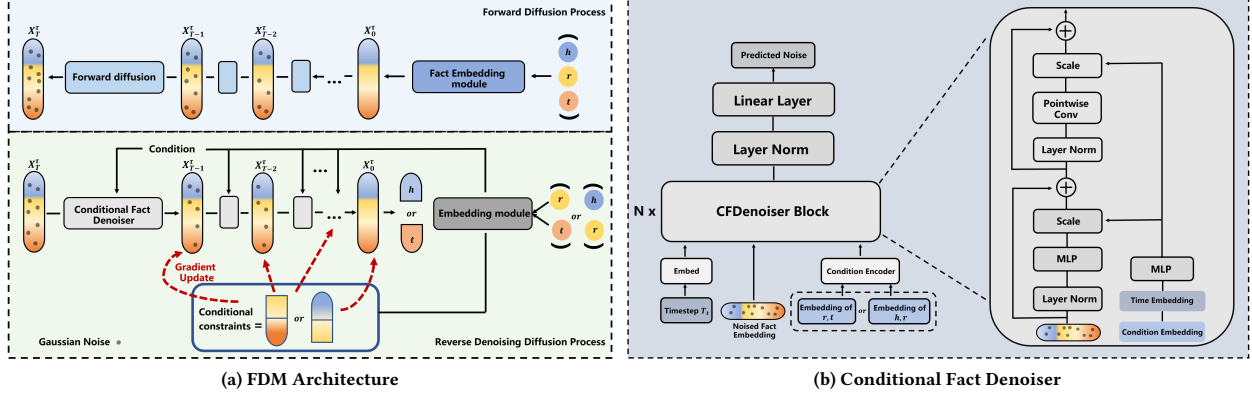 Forward Diffusion Process
X_T^τ
X_{T-1}^τ
X_{T-2}^τ
X_0^τ
Forward diffusion
...
Fact Embedding
module
(
h
r
t
)
Condition
X_T^τ
X_{T-1}^τ
X_{T-2}^τ
...
X_0^τ
Conditional Fact
Denoiser
...
h
or
t
Embedding module
( r t ) or ( h r )
Gradient
Update
Conditional
constraints =
or
Gaussian Noise
Reverse Denoising Diffusion Process
(a) FDM Architecture
Predicted Noise
Linear Layer
Layer Norm
N x
CFDenoiser Block
Embed
Condition Encoder
Timestep T_t
Noised Fact
Embedding
Embedding of
r, t
or
Embedding of
h, r
+
Scale
Pointwise
Conv
Layer Norm
+
Scale
MLP
Layer Norm
MLP
Time Embedding
Condition Embedding
(b) Conditional Fact Denoiser